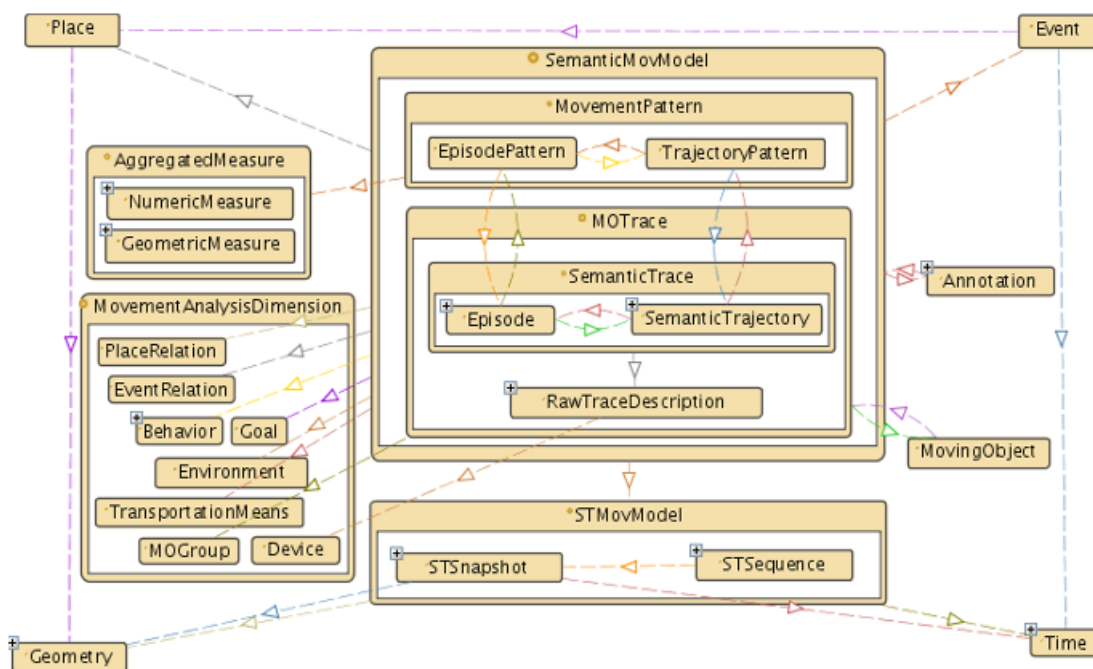 Place
Event
SemanticMovModel
MovementPattern
EpisodePattern
TrajectoryPattern
AggregatedMeasure
NumericMeasure
GeometricMeasure
MOTrace
SemanticTrace
Episode
SemanticTrajectory
RawTraceDescription
Annotation
MovementAnalysisDimension
PlaceRelation
EventRelation
Behavior
Goal
Environment
TransportationMeans
MOGroup
Device
MovingObject
STMovModel
STSnapshot
STSequence
Geometry
Time